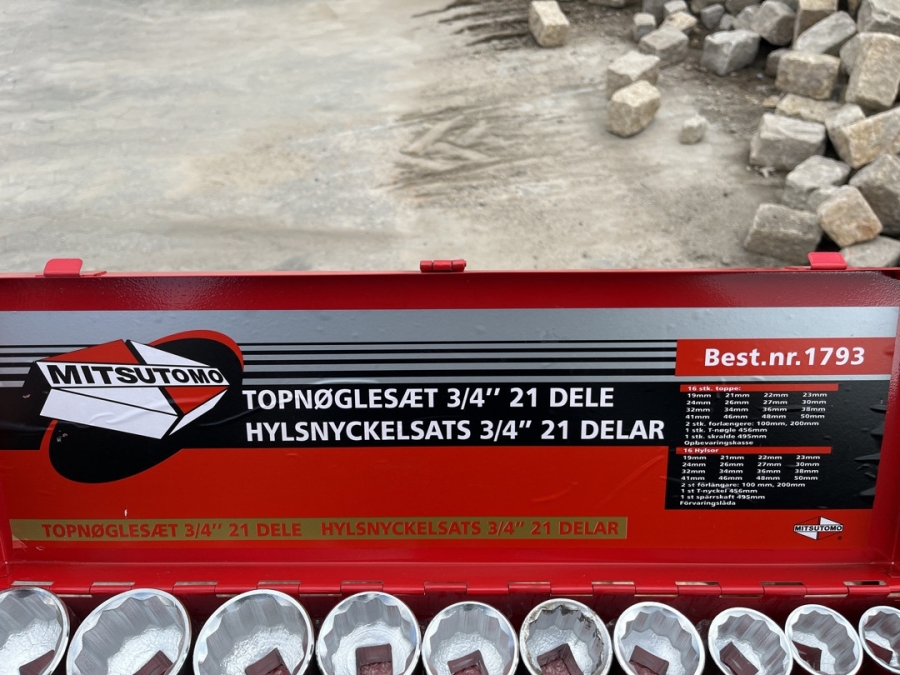 MITSUTOMO
TOPNØGLESÆT 3/4’’ 21 DELE
HYLSNYCKELSATS 3/4’’ 21 DELAR
Best.nr.1793
16 stk. toppe:
19mm 21mm 22mm 23mm
24mm 26mm 27mm 30mm
32mm 34mm 36mm 38mm
41mm 46mm 48mm 50mm
2 stk. forlængere: 100mm, 200mm
1 stk. T-nøgle 456mm
1 stk. skralde 495mm
Opbevaringskasse
16 Hylsor
19mm 21mm 22mm 23mm
24mm 26mm 27mm 30mm
32mm 34mm 36mm 38mm
41mm 46mm 48mm 50mm
2 st förlängare: 100 mm, 200mm
1 st T-nyckel 456mm
1 st spärrskaft 495mm
Förvaringslåda
TOPNØGLESÆT 3/4’’ 21 DELE HYLSNYCKELSATS 3/4’’ 21 DELAR
MITSUTOMO